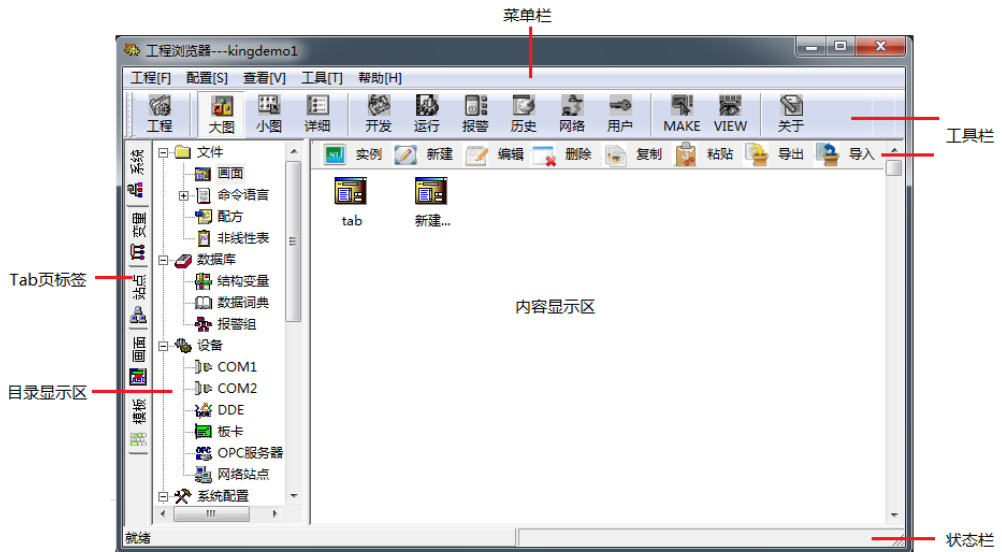 菜单栏
工程浏览器---kingdemo1
工程[F] 配置[S] 查看[V] 工具[T] 帮助[H]
工程 大图 小图 详细 开发 运行 报警 历史 网络 用户 MAKE VIEW 关于
工具栏
实例 新建 编辑 删除 复制 粘贴 导出 导入
系统
变量
站点
画面
模板
Tab页标签
目录显示区
文件
画面
命令语言
配方
非线性表
数据库
结构变量
数据词典
报警组
设备
COM1
COM2
DDE
板卡
OPC服务器
网络站点
系统配置
tab 新建...
内容显示区
就绪
状态栏